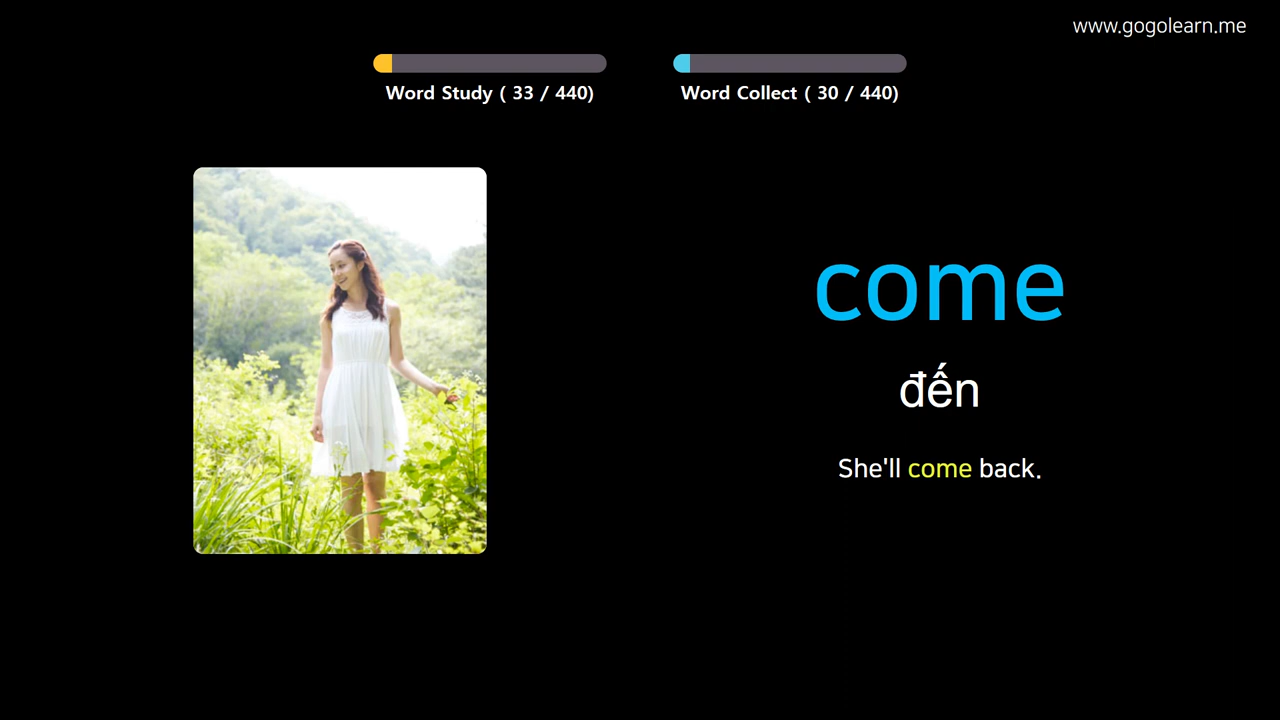 www.gogolearn.me
Word Study ( 33 / 440)
Word Collect ( 30 / 440)
come
đến
She'll come back.